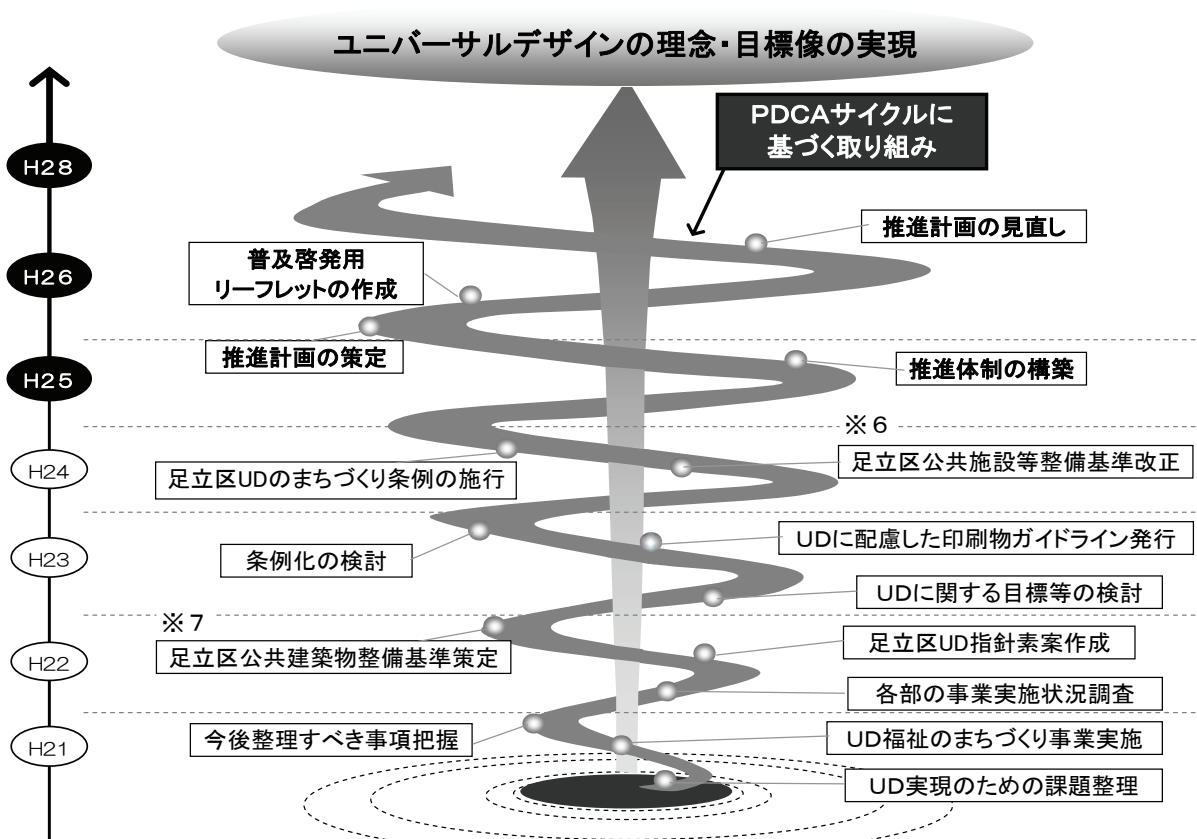 ユニバーサルデザインの理念・目標像の実現
PDCAサイクルに
基づく取り組み
H28
推進計画の見直し
普及啓発用
リーフレットの作成
H26
推進計画の策定
推進体制の構築
H25
※6
足立区公共施設等整備基準改正
H24
足立区UDのまちづくり条例の施行
UDに配慮した印刷物ガイドライン発行
H23
条例化の検討
UDに関する目標等の検討
※7
足立区公共建築物整備基準策定
足立区UD指針素案作成
H22
各部の事業実施状況調査
H21
今後整理すべき事項把握
UD福祉のまちづくり事業実施
UD実現のための課題整理